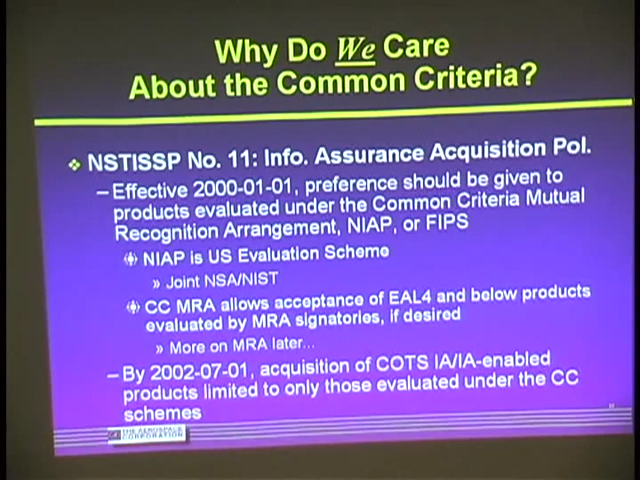 Why Do We Care
About the Common Criteria?
NSTISSP No. 11: Info. Assurance Acquisition Pol.
– Effective 2000-01-01, preference should be given to
products evaluated under the Common Criteria Mutual
Recognition Arrangement, NIAP, or FIPS
NIAP is US Evaluation Scheme
» Joint NSA/NIST
CC MRA allows acceptance of EAL4 and below products
evaluated by MRA signatories, if desired
» More on MRA later...
– By 2002-07-01, acquisition of COTS IA/IA-enabled
products limited to only those evaluated under the CC
schemes
THE AEROSPACE
CORPORATION